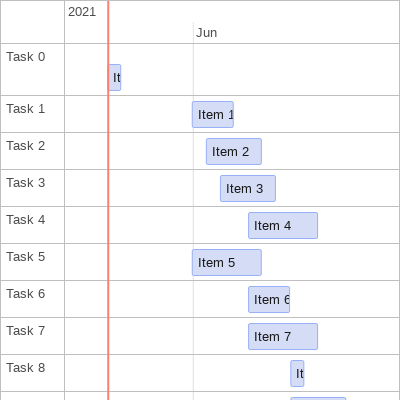 2021
Jun
Task 0
It
Task 1
Item 1
Task 2
Item 2
Task 3
Item 3
Task 4
Item 4
Task 5
Item 5
Task 6
Item 6
Task 7
Item 7
Task 8
It